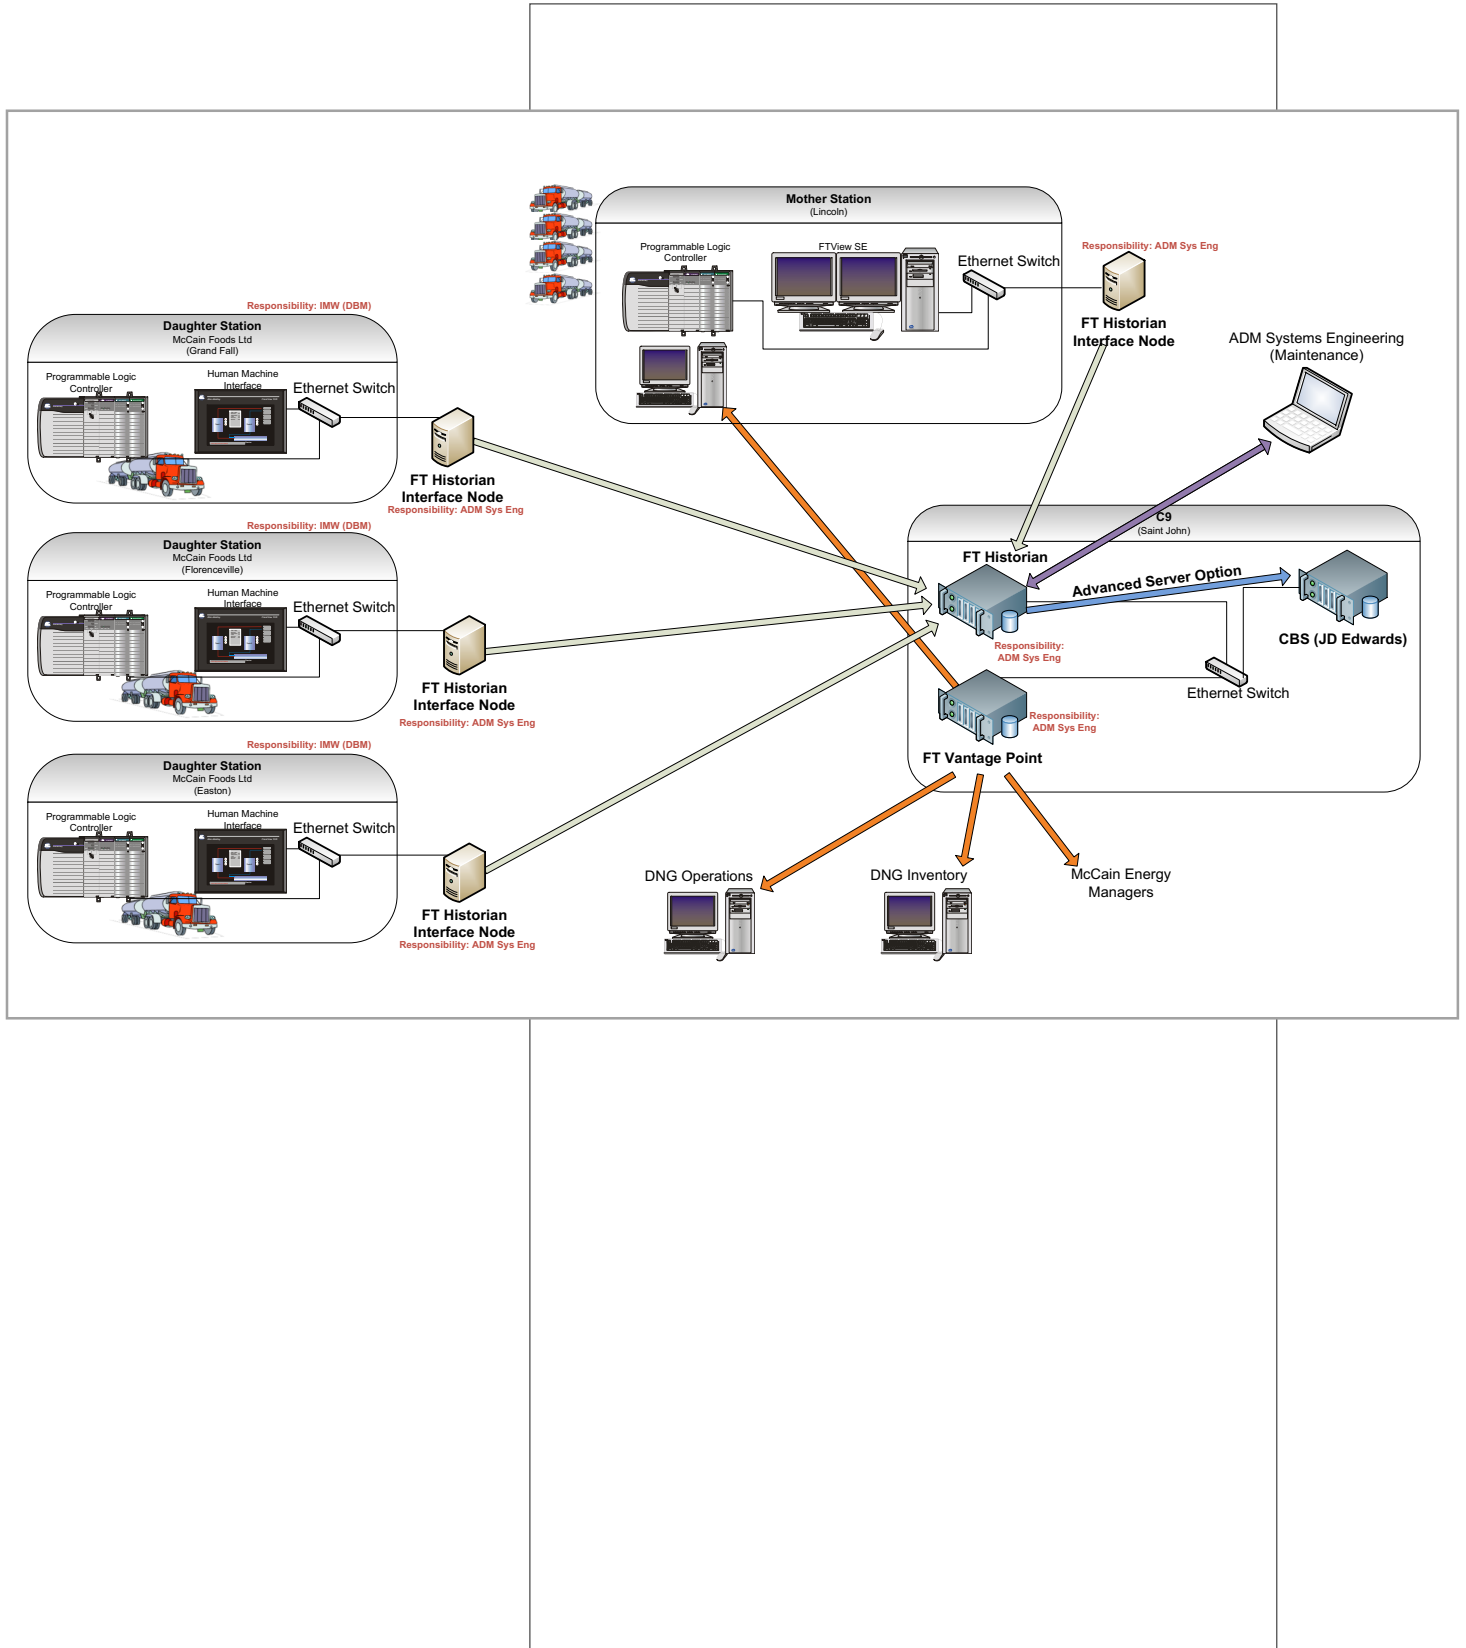 Mother Station
(Lincoln)
Programmable Logic
Controller
FTView SE
Ethernet Switch
Responsibility: ADM Sys Eng
FT Historian
Interface Node
ADM Systems Engineering
(Maintenance)
Responsibility: IMW (DBM)
Daughter Station
McCain Foods Ltd
(Grand Fall)
Programmable Logic
Controller
Human Machine
Interface
Ethernet Switch
FT Historian
Interface Node
Responsibility: ADM Sys Eng
Responsibility: IMW (DBM)
Daughter Station
McCain Foods Ltd
(Florenceville)
Programmable Logic
Controller
Human Machine
Interface
Ethernet Switch
FT Historian
Interface Node
Responsibility: ADM Sys Eng
Responsibility: IMW (DBM)
Daughter Station
McCain Foods Ltd
(Easton)
Programmable Logic
Controller
Human Machine
Interface
Ethernet Switch
FT Historian
Interface Node
Responsibility: ADM Sys Eng
C9
(Saint John)
FT Historian
Advanced Server Option
CBS (JD Edwards)
Responsibility:
ADM Sys Eng
Ethernet Switch
Responsibility:
ADM Sys Eng
FT Vantage Point
DNG Operations
DNG Inventory
McCain Energy
Managers